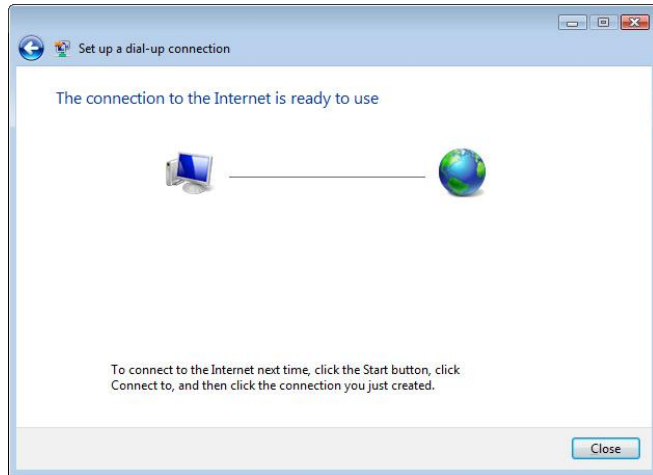 Set up a dial-up connection
The connection to the Internet is ready to use
To connect to the Internet next time, click the Start button, click
Connect to, and then click the connection you just created.
Close